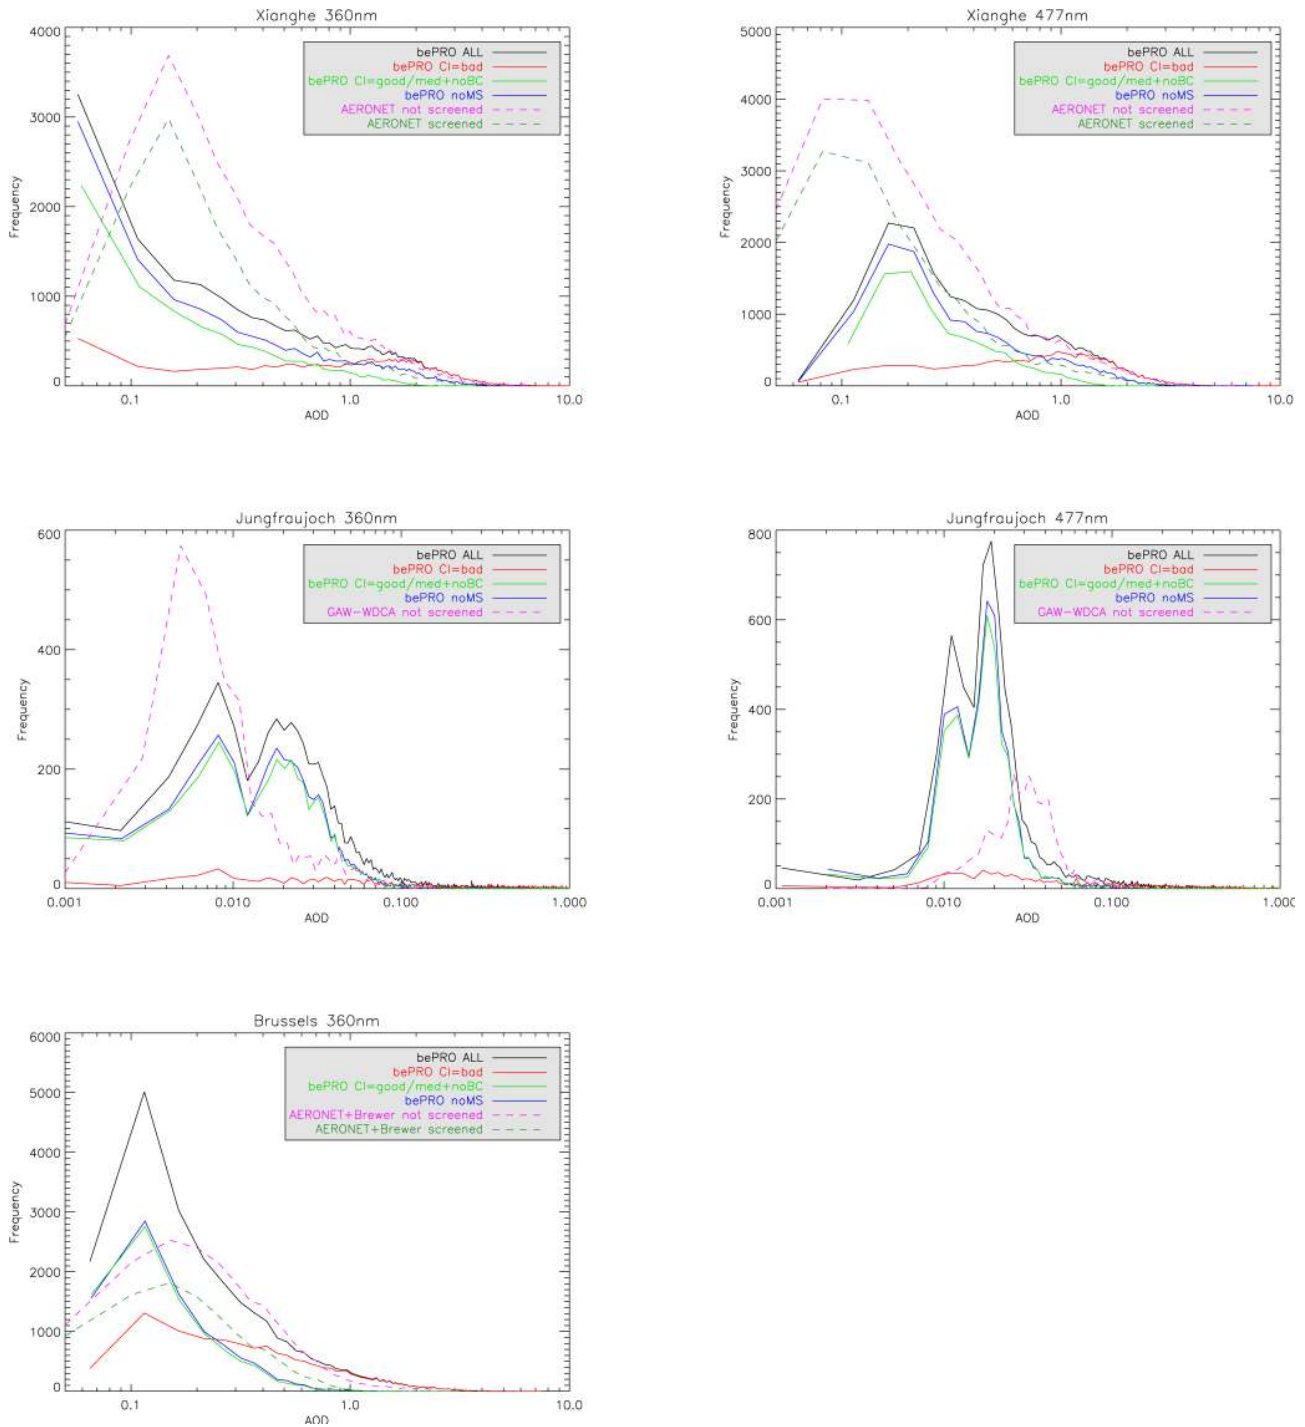 Xianghe 360nm
4000
3000
2000
1000
0
Frequency
bePRO ALL
bePRO CI=bad
bePRO CI=good/med+noBC
bePRO noMS
AERONET not screened
AERONET screened
0.1
1.0
10.0
AOD
Xianghe 477nm
5000
4000
3000
2000
1000
0
Frequency
bePRO ALL
bePRO CI=bad
bePRO CI=good/med+noBC
bePRO noMS
AERONET not screened
AERONET screened
0.1
1.0
10.0
AOD
Jungfraujoch 360nm
600
400
200
0
Frequency
bePRO ALL
bePRO CI=bad
bePRO CI=good/med+noBC
bePRO noMS
GAW-WDCA not screened
0.001
0.010
0.100
1.000
AOD
Jungfraujoch 477nm
800
600
400
200
0
Frequency
bePRO ALL
bePRO CI=bad
bePRO CI=good/med+noBC
bePRO noMS
GAW-WDCA not screened
0.001
0.010
0.100
1.000
AOD
Brussels 360nm
6000
5000
4000
3000
2000
1000
0
Frequency
bePRO ALL
bePRO CI=bad
bePRO CI=good/med+noBC
bePRO noMS
AERONET+Brewer not screened
AERONET+Brewer screened
0.1
1.0
10.0
AOD